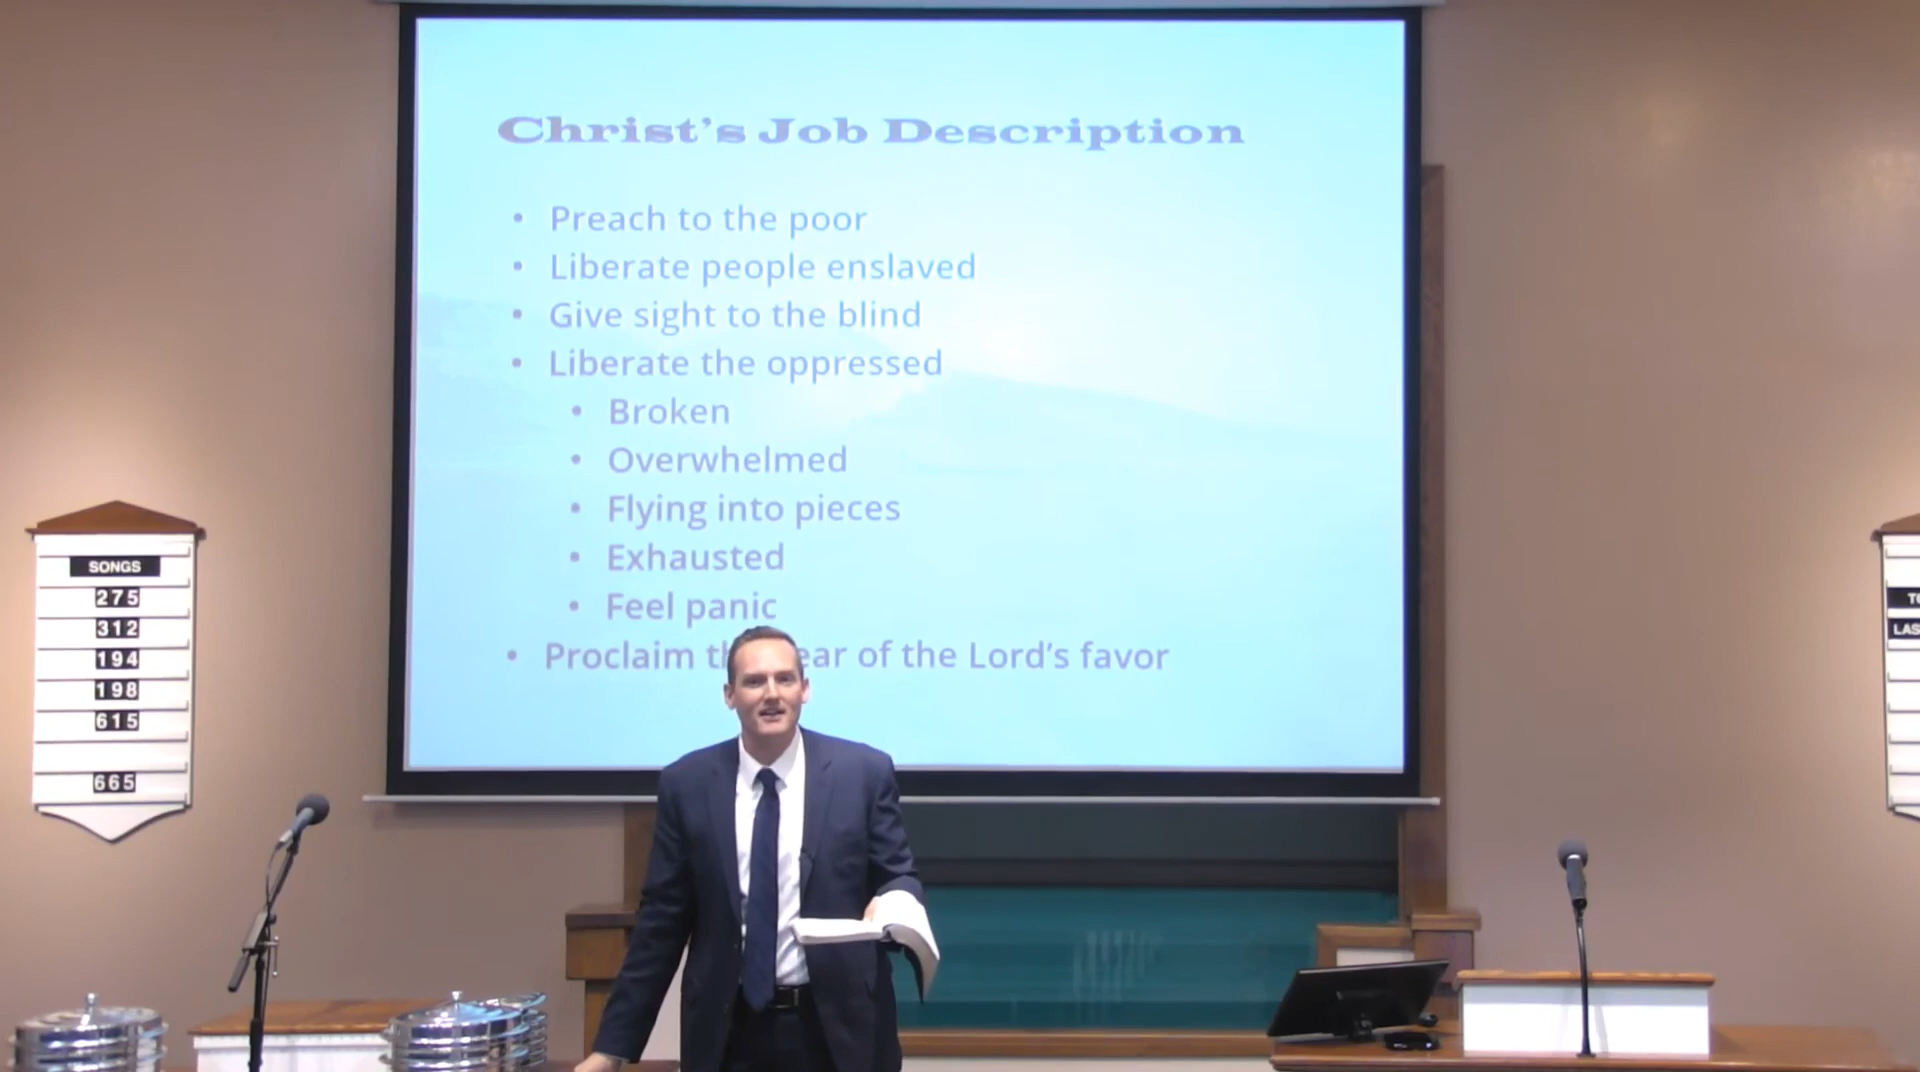 Christ's Job Description
• Preach to the poor
• Liberate people enslaved
• Give sight to the blind
• Liberate the oppressed
• Broken
• Overwhelmed
• Flying into pieces
• Exhausted
• Feel panic
• Proclaim of the Lord's favor
SONGS
275
312
194
198
615
665